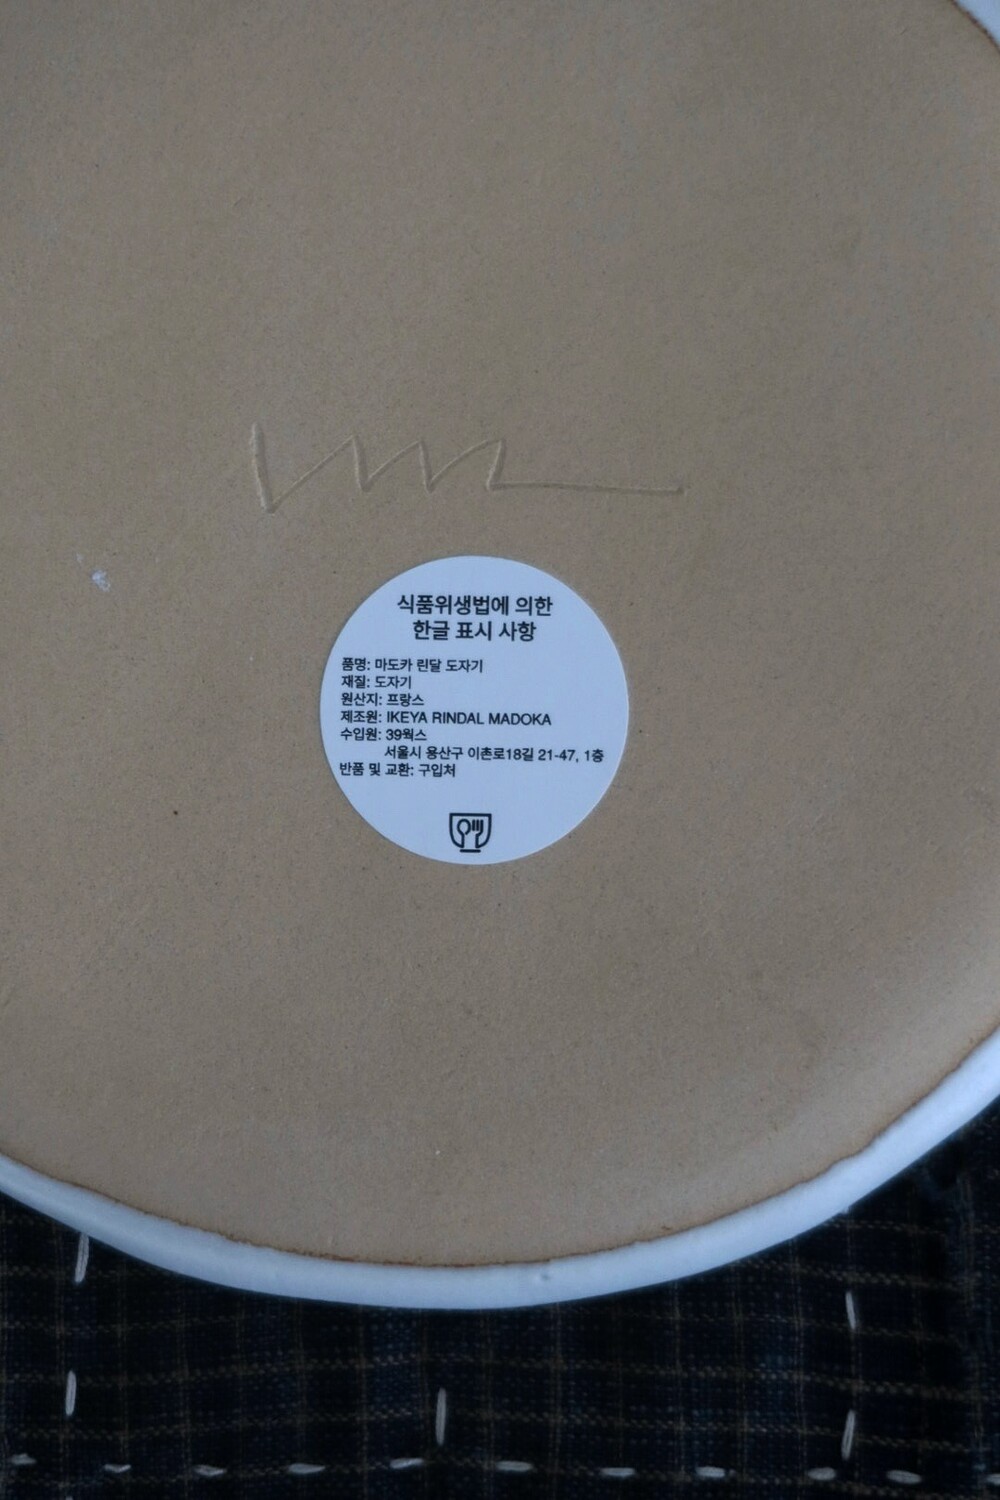 식품위생법에 의한
한글 표시 사항
품명: 마도카 린달 도자기
재질: 도자기
원산지: 프랑스
제조원: IKEYA RINDAL MADOKA
수입원: 39웍스
서울시 용산구 이촌로18길 21-47, 1층
반품 및 교환: 구입처